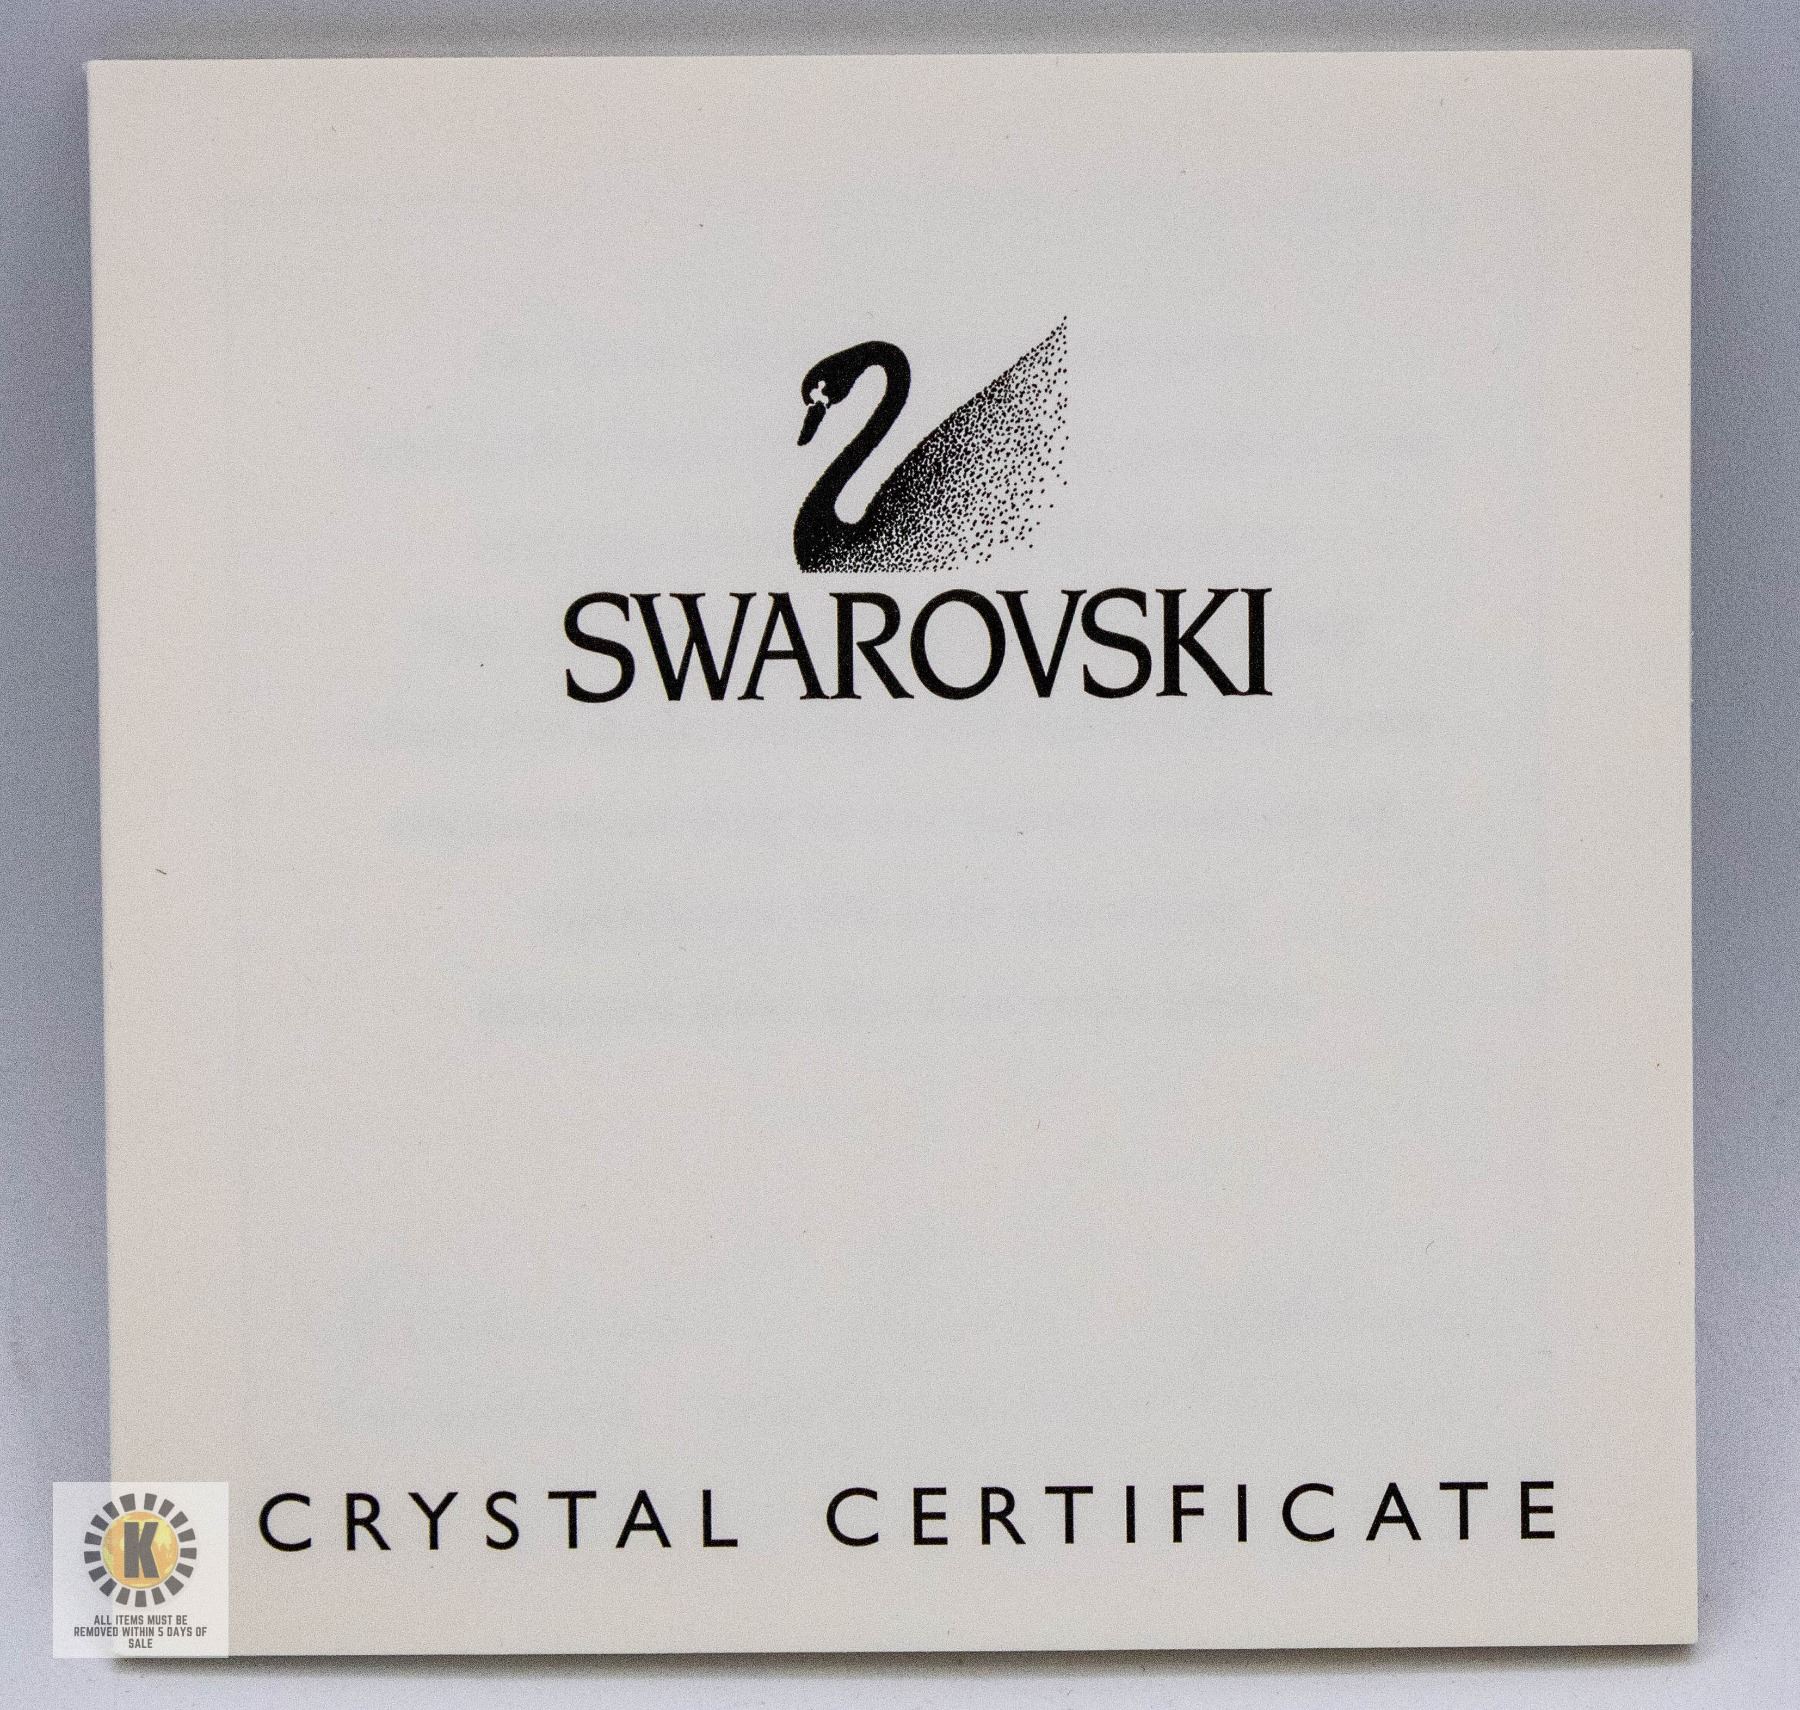 SWAROVSKI
CRYSTAL CERTIFICATE
K
ALL ITEMS MUST BE
REMOVED WITHIN 5 DAYS OF
SALE